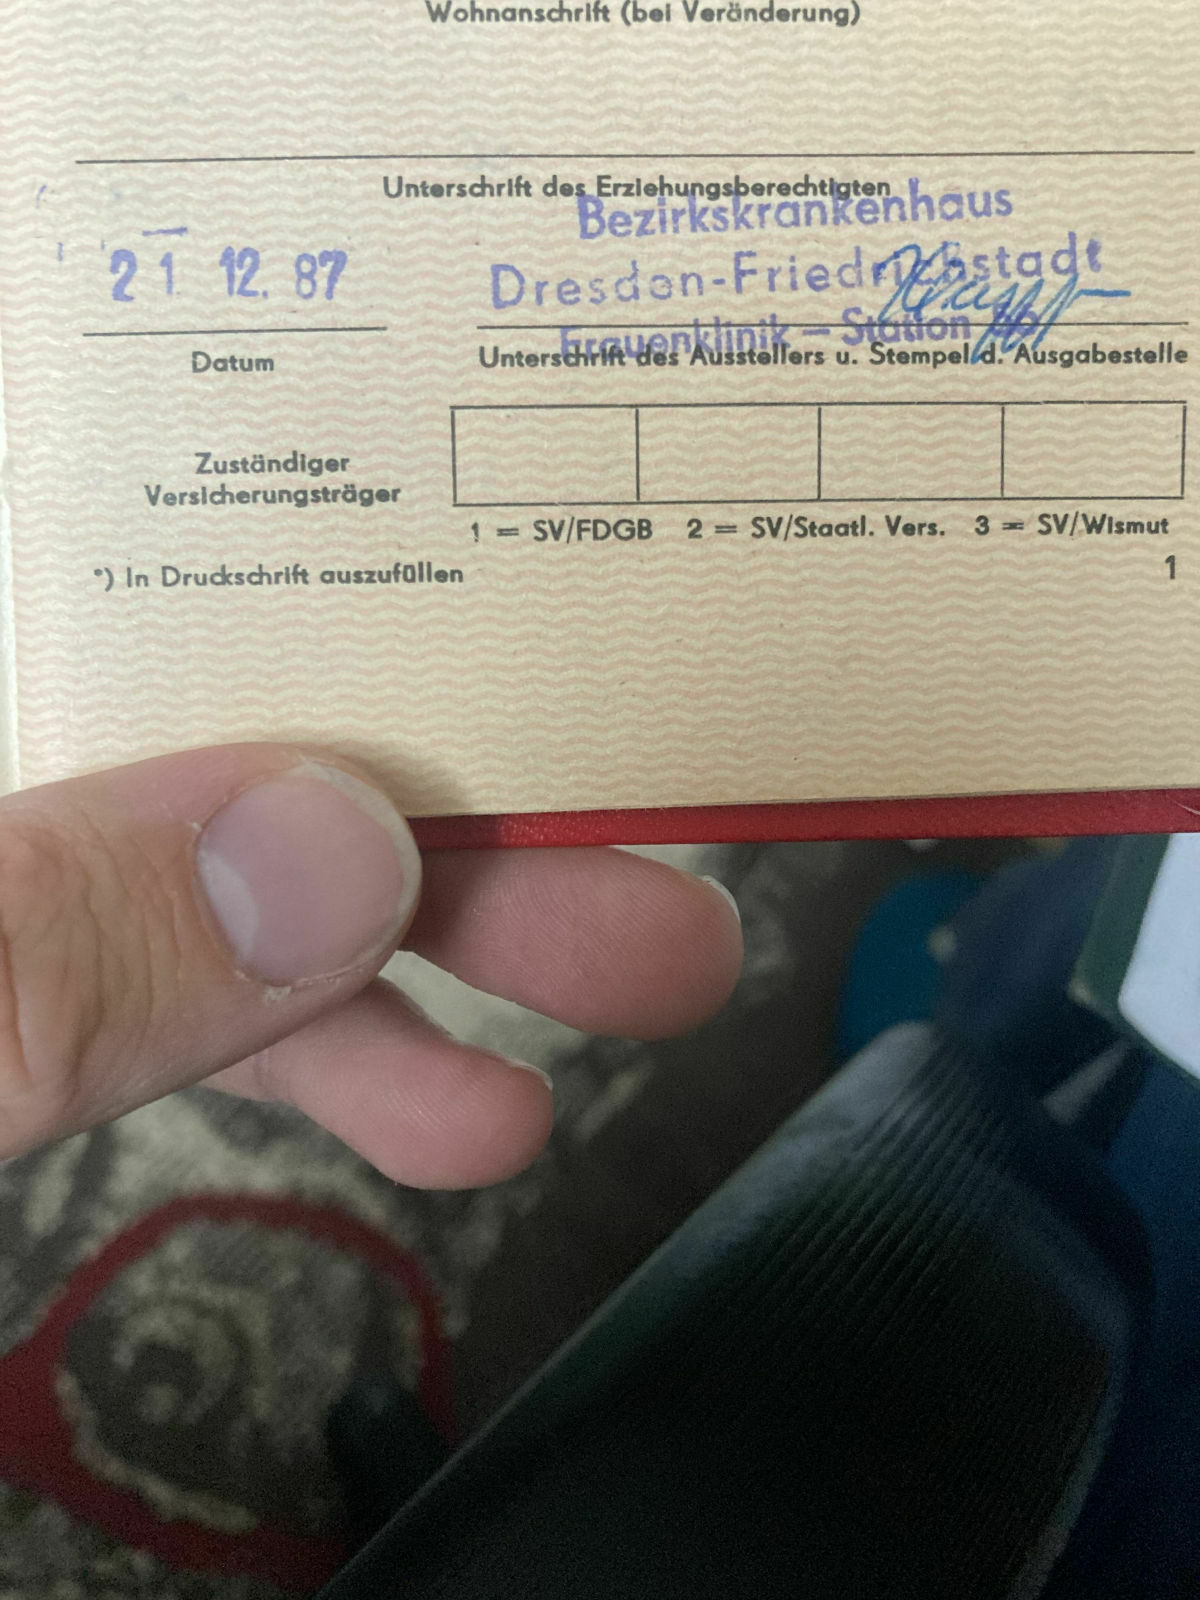 Wohnanschrift (bei Veränderung)
Unterschrift des Erziehungsberechtigten
Bezirkskrankenhaus
21 12. 87
Dresden-Friedrichstadt
Frauenklinik — Station
Datum
Unterschrift des Ausstellers u. Stempel d. Ausgabestelle
Zuständiger
Versicherungsträger
1 = SV/FDGB 2 = SV/Staatl. Vers. 3 = SV/Wismut
*) In Druckschrift auszufüllen
1